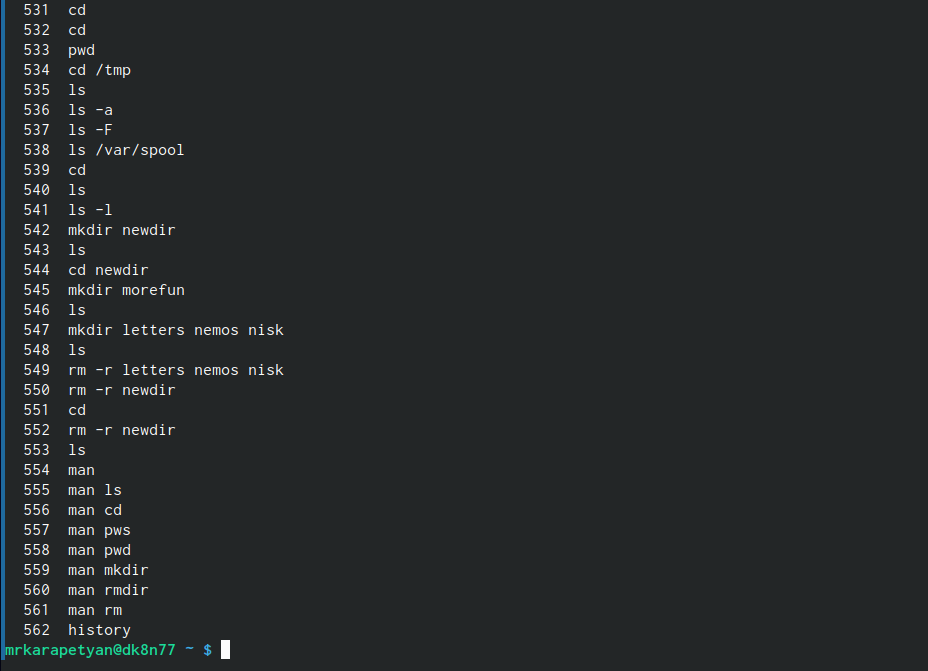 531 cd
532 cd
533 pwd
534 cd /tmp
535 ls
536 ls -a
537 ls -F
538 ls /var/spool
539 cd
540 ls
541 ls -l
542 mkdir newdir
543 ls
544 cd newdir
545 mkdir morefun
546 ls
547 mkdir letters nemos nisk
548 ls
549 rm -r letters nemos nisk
550 rm -r newdir
551 cd
552 rm -r newdir
553 ls
554 man
555 man ls
556 man cd
557 man pws
558 man pwd
559 man mkdir
560 man rmdir
561 man rm
562 history
mrkarapetyan@dk8n77 ~ $